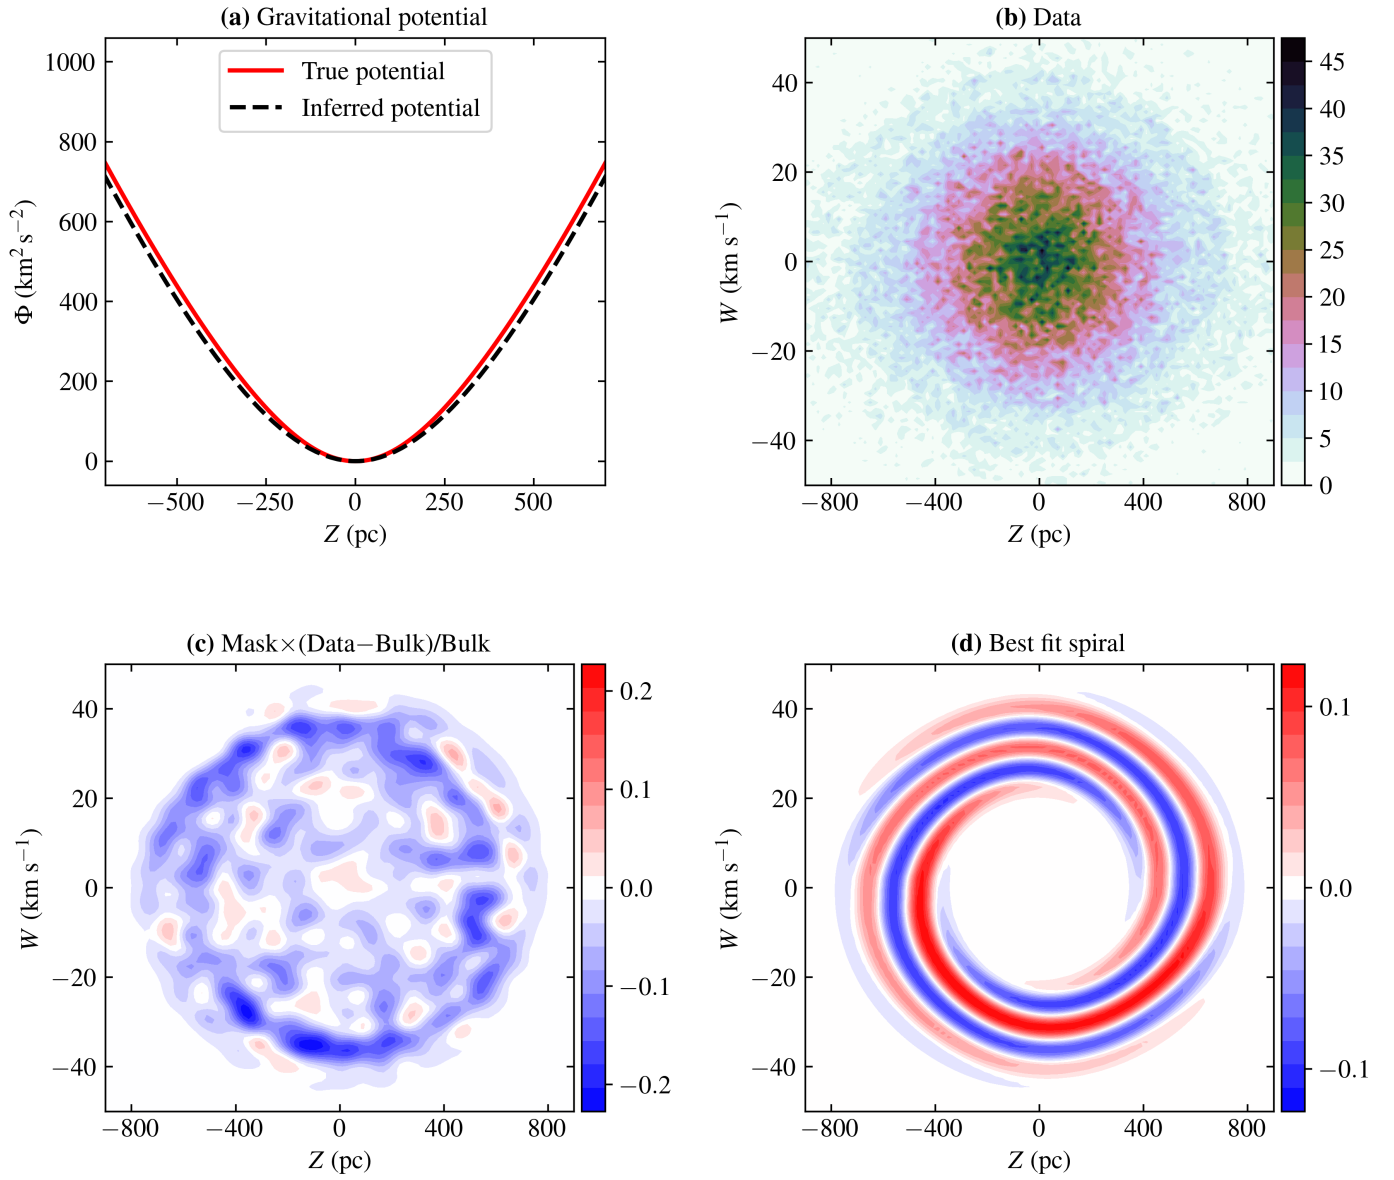 (a) Gravitational potential
1000
800
600
400
200
0
Φ (km² s⁻²)
True potential
Inferred potential
−500 −250 0 250 500
Z (pc)
(b) Data
40
20
0
−20
−40
W (km s⁻¹)
−800 −400 0 400 800
Z (pc)
45
40
35
30
25
20
15
10
5
0
(c) Mask×(Data−Bulk)/Bulk
40
20
0
−20
−40
W (km s⁻¹)
−800 −400 0 400 800
Z (pc)
0.2
0.1
0.0
−0.1
−0.2
(d) Best fit spiral
40
20
0
−20
−40
W (km s⁻¹)
−800 −400 0 400 800
Z (pc)
0.1
0.0
−0.1